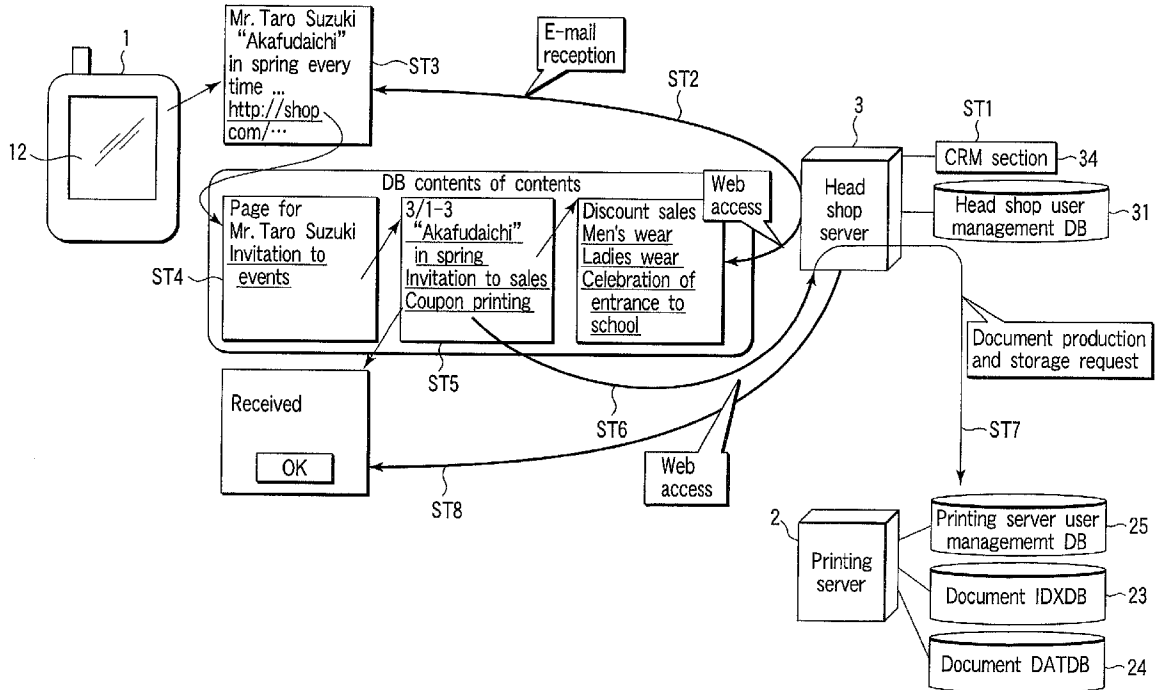 1
12
Mr. Taro Suzuki
“Akafudaichi”
in spring every
time ...
http://shop
com/…
ST3
E-mail
reception
ST2
3
Head
shop
server
ST1
CRM section
34
Head shop user
management DB
31
DB contents of contents
Page for
Mr. Taro Suzuki
Invitation to
events
ST4
3/1-3
“Akafudaichi”
in spring
Invitation to sales
Coupon printing
ST5
Discount sales
Men's wear
Ladies wear
Celebration of
entrance to
school
Web
access
Document production
and storage request
ST7
ST6
Web
access
Received
OK
ST8
2
Printing
server
Printing server user
managememt DB
25
Document IDXDB
23
Document DATDB
24